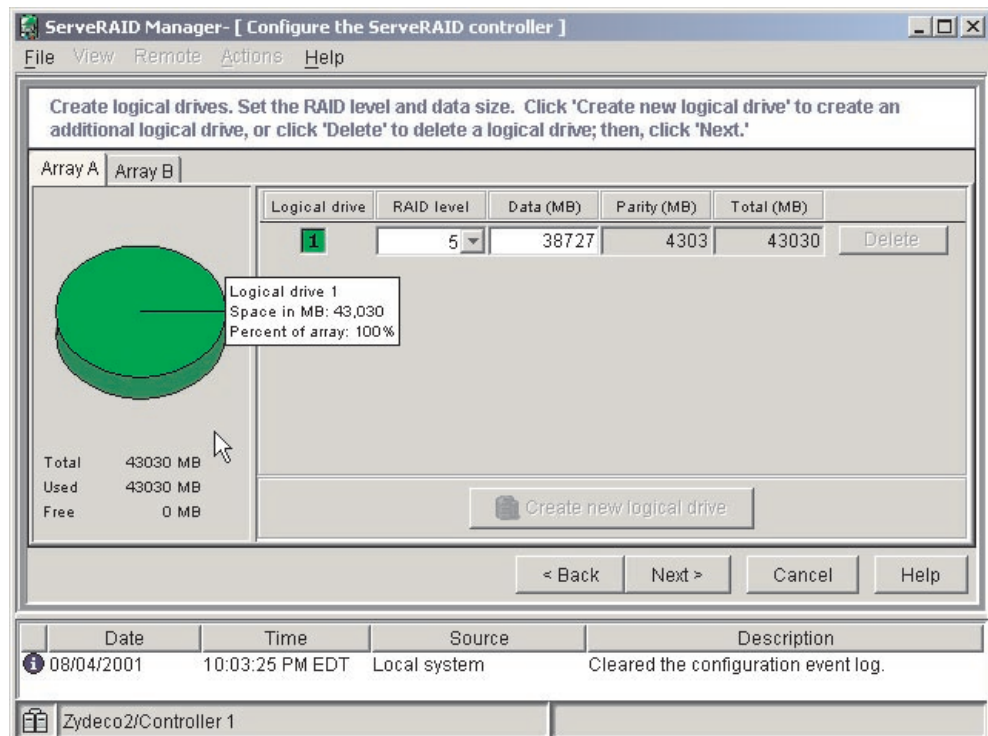 ServeRAID Manager- [ Configure the ServeRAID controller ]
File View Remote Actions Help
Create logical drives. Set the RAID level and data size. Click 'Create new logical drive' to create an
additional logical drive, or click 'Delete' to delete a logical drive; then, click 'Next.'
Array A Array B
Logical drive RAID level Data (MB) Parity (MB) Total (MB)
1 5 38727 4303 43030 Delete
Logical drive 1
Space in MB: 43,030
Percent of array: 100%
Total 43030 MB
Used 43030 MB
Free 0 MB
Create new logical drive
< Back Next > Cancel Help
Date Time Source Description
08/04/2001 10:03:25 PM EDT Local system Cleared the configuration event log.
Zydeco2/Controller 1